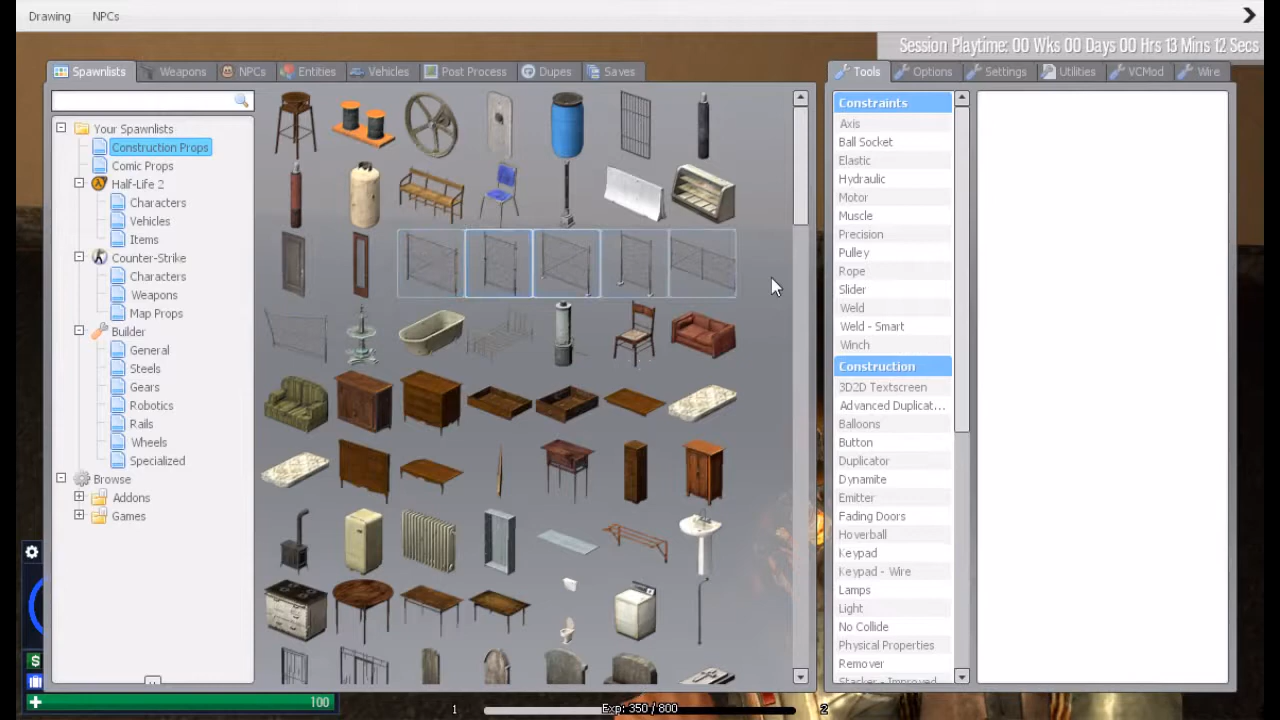 Drawing NPCs
Session Playtime: 00 Wks 00 Days 00 Hrs 13 Mins 12 Secs
Spawnlists Weapons NPCs Entities Vehicles Post Process Dupes Saves
Tools Options Settings Utilities VCMod Wire
Your Spawnlists
Construction Props
Comic Props
Half-Life 2
Characters
Vehicles
Items
Counter-Strike
Characters
Weapons
Map Props
Builder
General
Steels
Gears
Robotics
Rails
Wheels
Specialized
Browse
Addons
Games
Constraints
Axis
Ball Socket
Elastic
Hydraulic
Motor
Muscle
Precision
Pulley
Rope
Slider
Weld
Weld - Smart
Winch
Construction
3D2D Textscreen
Advanced Duplicat...
Balloons
Button
Duplicator
Dynamite
Emitter
Fading Doors
Hoverball
Keypad
Keypad - Wire
Lamps
Light
No Collide
Physical Properties
Remover
Stacker - Improved
$
100
1 Exp: 350 / 800 2